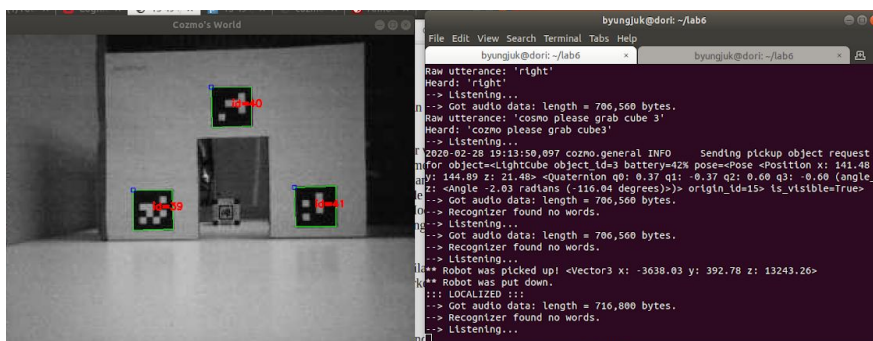 Cozmo's World
id=40
id=39
id=41
byungjuk@dori: ~/lab6
File Edit View Search Terminal Tabs Help
byungjuk@dori: ~/lab6 ×
byungjuk@dori: ~/lab6 ×
Raw utterance: 'right'
Heard: 'right'
--> Listening...
--> Got audio data: length = 706,560 bytes.
Raw utterance: 'cosmo please grab cube 3'
Heard: 'cozmo please grab cube3'
--> Listening...
2020-02-28 19:13:50,097 cozmo.general INFO     Sending pickup object request
for object=<LightCube object_id=3 battery=42% pose=<Pose <Position x: 141.48
y: 144.89 z: 21.48> <Quaternion q0: 0.37 q1: -0.37 q2: 0.60 q3: -0.60 (angle_
z: <Angle -2.03 radians (-116.04 degrees)>)> origin_id=15> is_visible=True>
--> Got audio data: length = 706,560 bytes.
--> Recognizer found no words.
--> Listening...
--> Got audio data: length = 706,560 bytes.
--> Recognizer found no words.
--> Listening...
** Robot was picked up! <Vector3 x: -3638.03 y: 392.78 z: 13243.26>
** Robot was put down.
::: LOCALIZED :::
--> Got audio data: length = 716,800 bytes.
--> Recognizer found no words.
--> Listening...